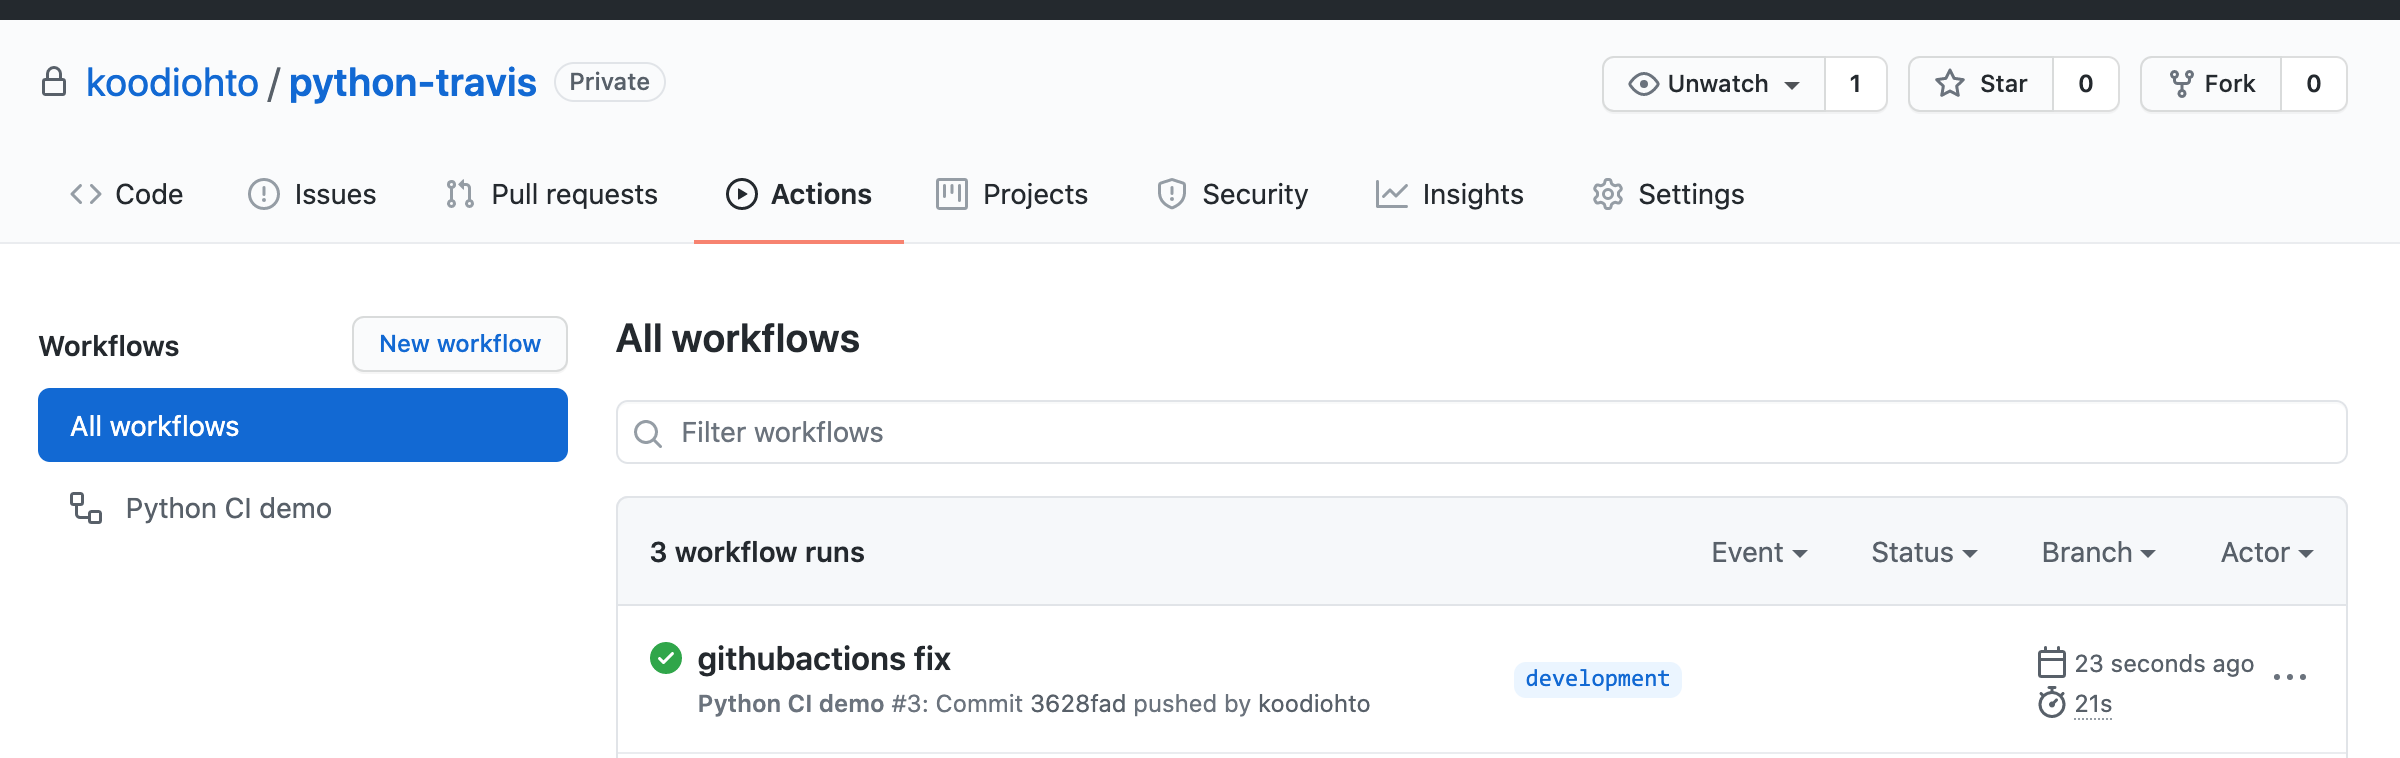 koodiohto / python-travis Private Unwatch 1 Star 0 Fork 0
Code Issues Pull requests Actions Projects Security Insights Settings
Workflows New workflow
All workflows
Python CI demo
All workflows
Filter workflows
3 workflow runs Event Status Branch Actor
githubactions fix
Python CI demo #3: Commit 3628fad pushed by koodiohto
development
23 seconds ago
21s